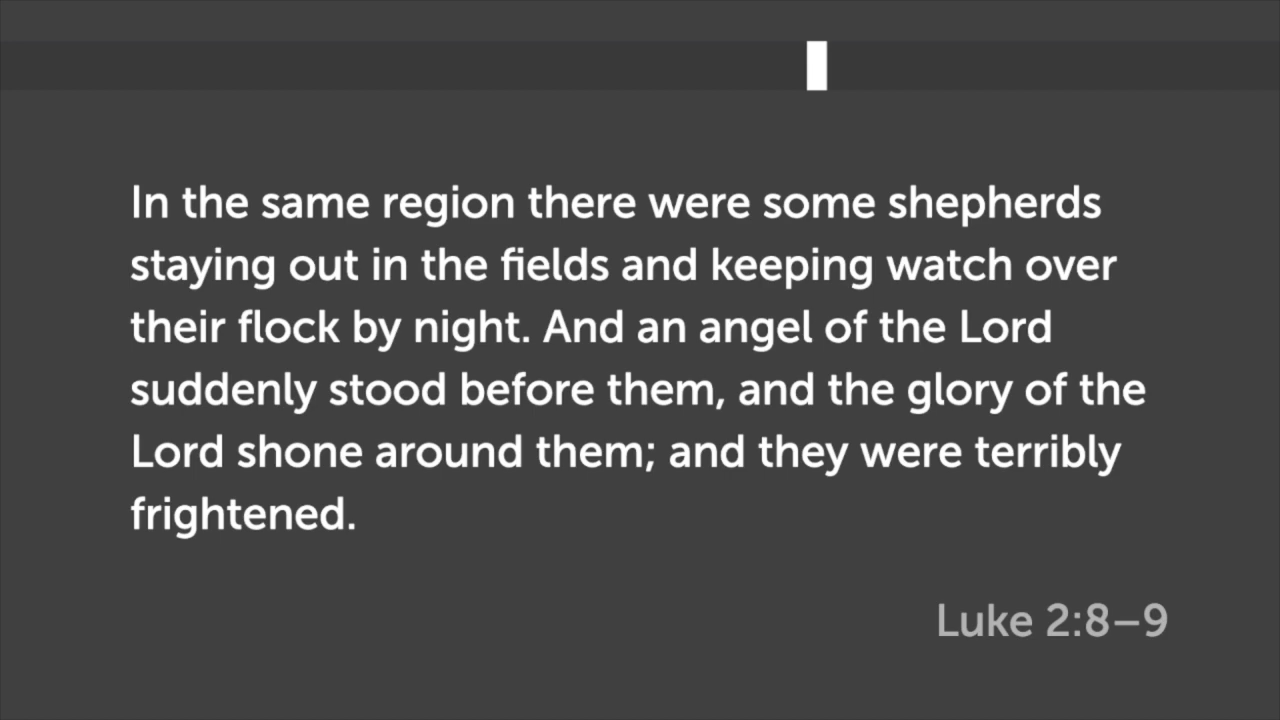 In the same region there were some shepherds
staying out in the fields and keeping watch over
their flock by night. And an angel of the Lord
suddenly stood before them, and the glory of the
Lord shone around them; and they were terribly
frightened.
Luke 2:8–9